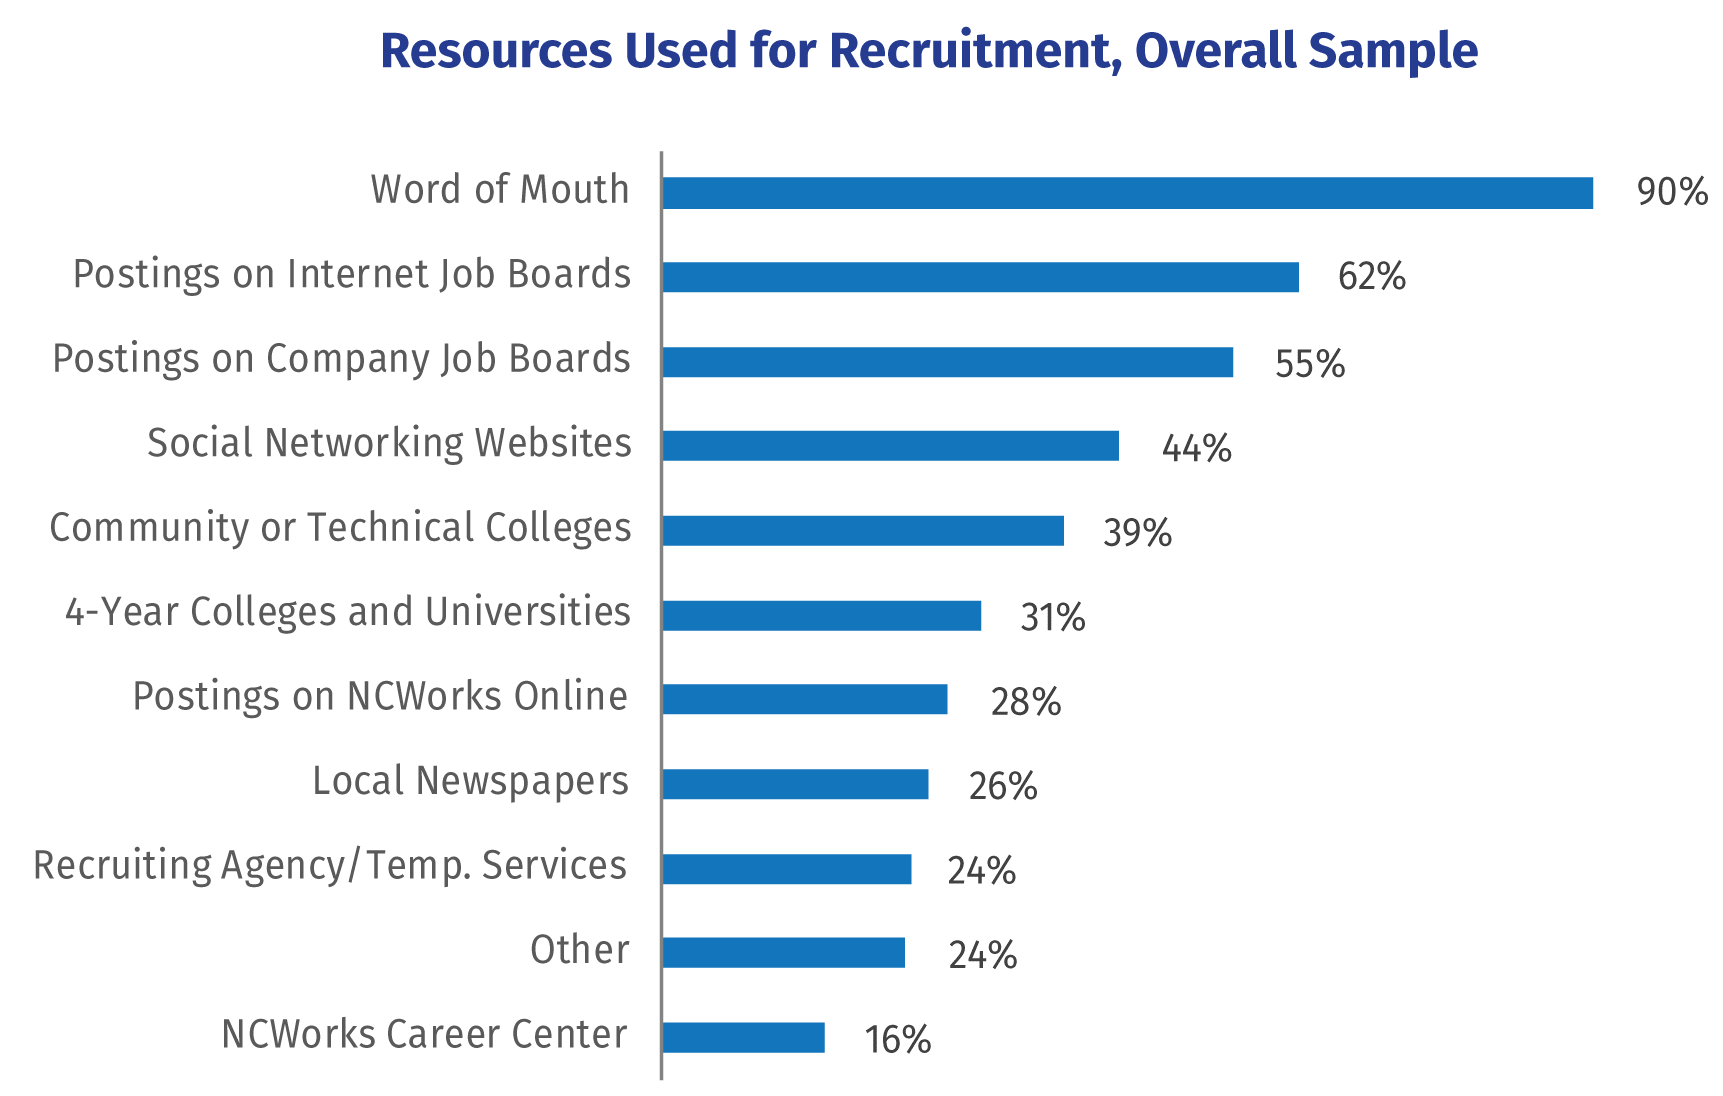 Resources Used for Recruitment, Overall Sample
Word of Mouth 90%
Postings on Internet Job Boards 62%
Postings on Company Job Boards 55%
Social Networking Websites 44%
Community or Technical Colleges 39%
4-Year Colleges and Universities 31%
Postings on NCWorks Online 28%
Local Newspapers 26%
Recruiting Agency/Temp. Services 24%
Other 24%
NCWorks Career Center 16%